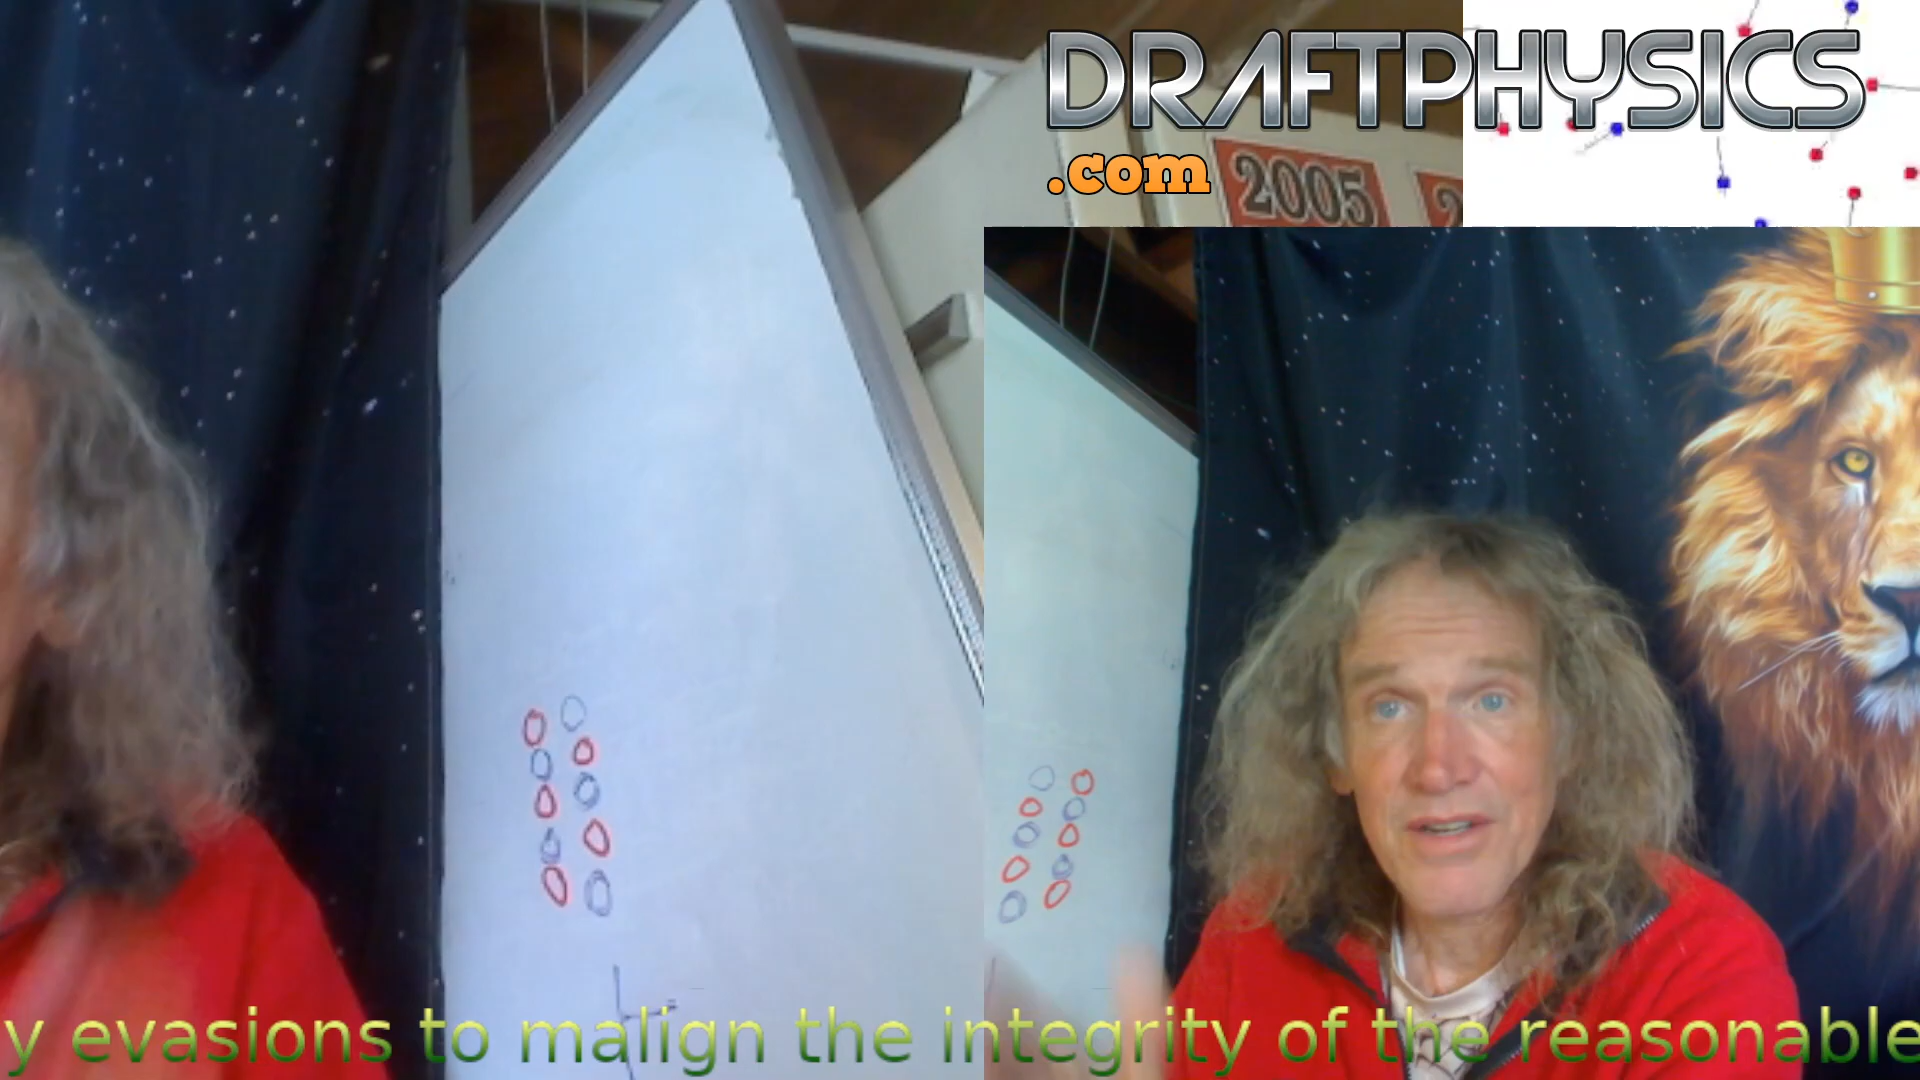 DRAFTPHYSICS
.com
2005
y evasions to malign the integrity of the reasonable